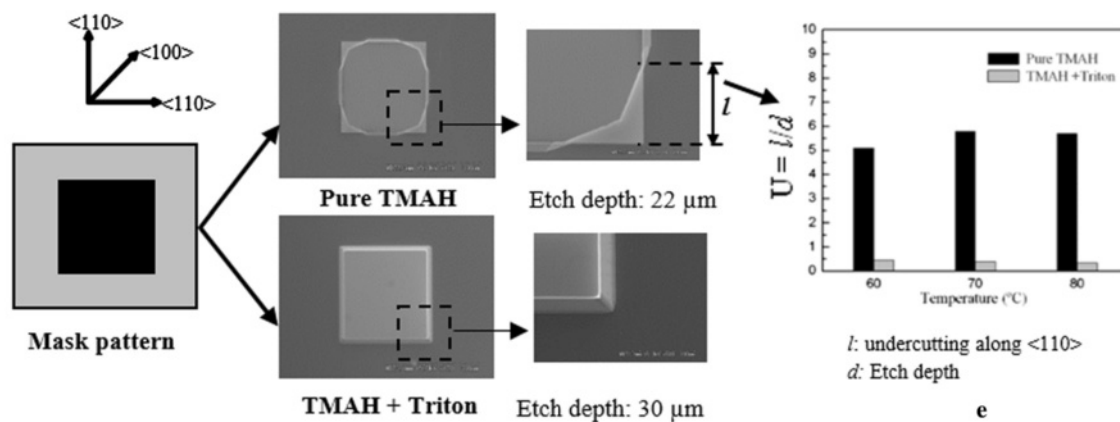 <110>
<100>
<110>
Mask pattern
Pure TMAH
Etch depth: 22 µm
TMAH + Triton
Etch depth: 30 µm
l
U = l/d
10
9
8
7
6
5
4
3
2
1
0
Pure TMAH
TMAH +Triton
60
70
80
Temperature (°C)
l: undercutting along <110>
d: Etch depth
e